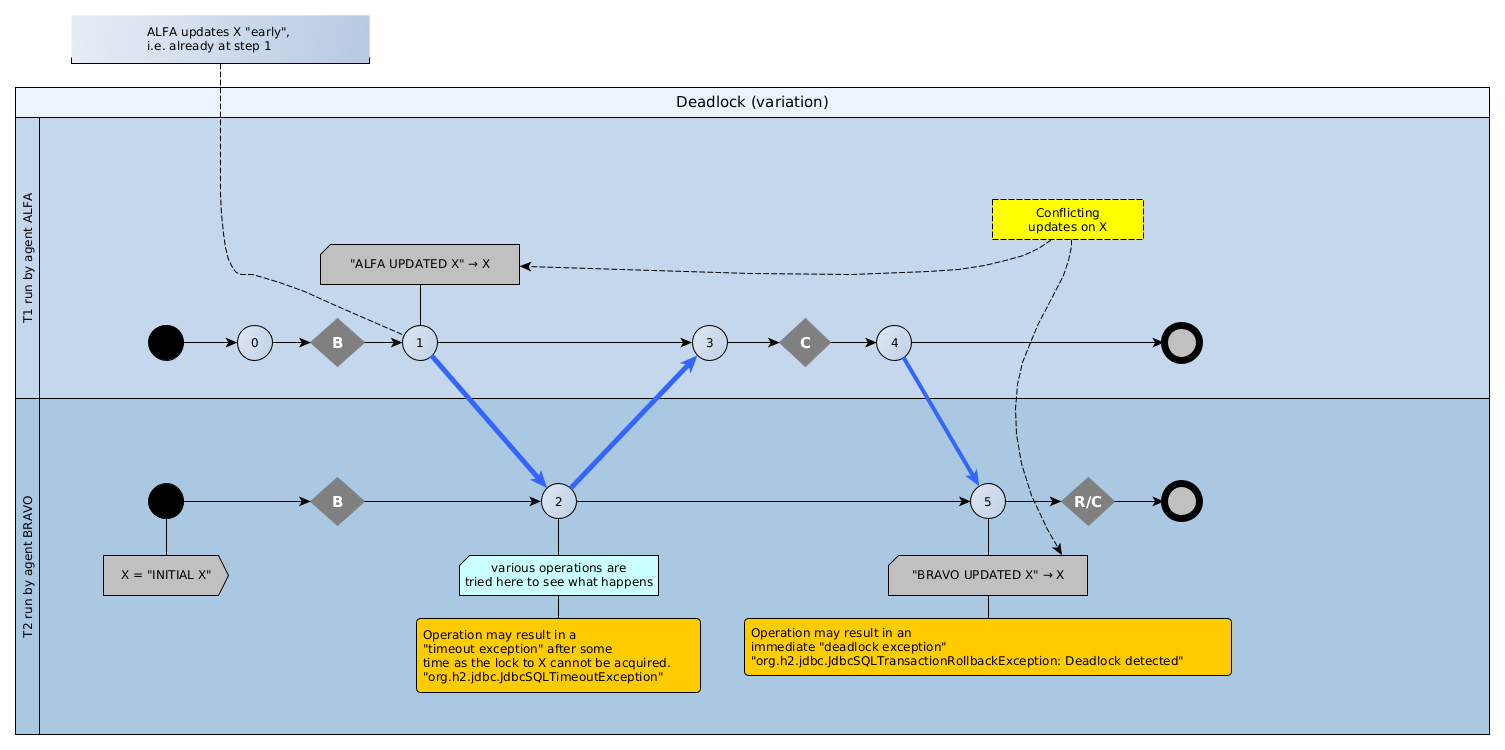 ALFA updates X "early",
i.e. already at step 1
Deadlock (variation)
T1 run by agent ALFA
Conflicting
updates on X
"ALFA UPDATED X" → X
0
B
1
3
C
4
T2 run by agent BRAVO
B
2
5
R/C
X = "INITIAL X"
various operations are
tried here to see what happens
"BRAVO UPDATED X" → X
Operation may result in a
"timeout exception" after some
time as the lock to X cannot be acquired.
"org.h2.jdbc.JdbcSQLTimeoutException"
Operation may result in an
immediate "deadlock exception"
"org.h2.jdbc.JdbcSQLTransactionRollbackException: Deadlock detected"